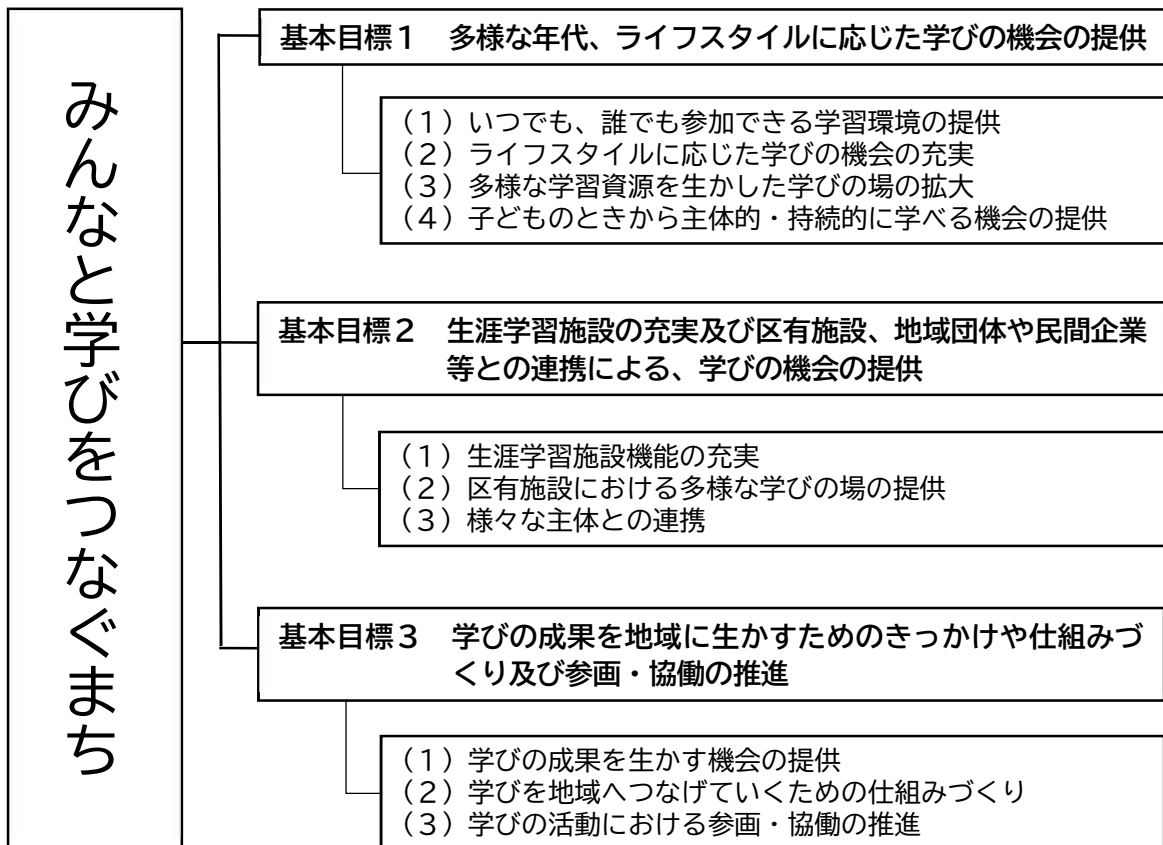 みんなと学びをつなぐまち
基本目標１　多様な年代、ライフスタイルに応じた学びの機会の提供
（１）いつでも、誰でも参加できる学習環境の提供
（２）ライフスタイルに応じた学びの機会の充実
（３）多様な学習資源を生かした学びの場の拡大
（４）子どものときから主体的・持続的に学べる機会の提供
基本目標２　生涯学習施設の充実及び区有施設、地域団体や民間企業
等との連携による、学びの機会の提供
（１）生涯学習施設機能の充実
（２）区有施設における多様な学びの場の提供
（３）様々な主体との連携
基本目標３　学びの成果を地域に生かすためのきっかけや仕組みづ
くり及び参画・協働の推進
（１）学びの成果を生かす機会の提供
（２）学びを地域へつなげていくための仕組みづくり
（３）学びの活動における参画・協働の推進